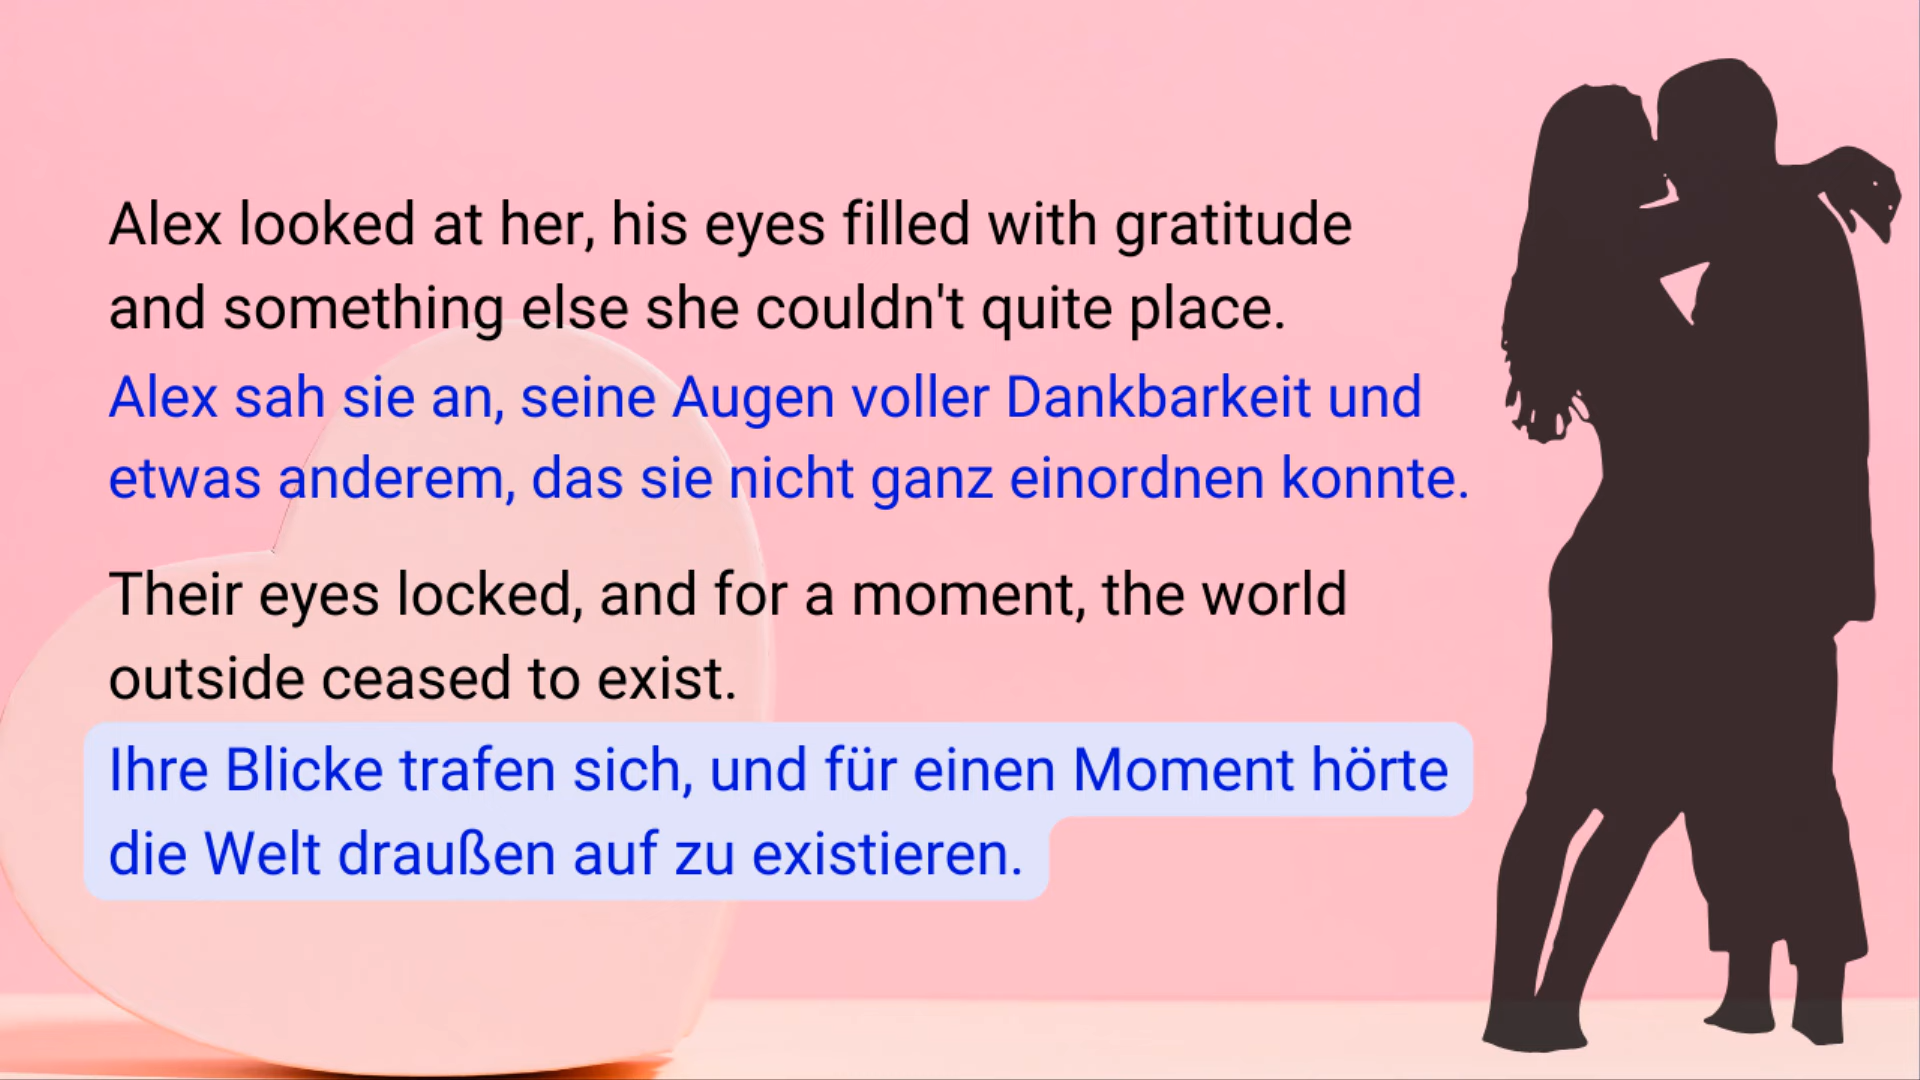 Alex looked at her, his eyes filled with gratitude
and something else she couldn't quite place.
Alex sah sie an, seine Augen voller Dankbarkeit und
etwas anderem, das sie nicht ganz einordnen konnte.
Their eyes locked, and for a moment, the world
outside ceased to exist.
Ihre Blicke trafen sich, und für einen Moment hörte
die Welt draußen auf zu existieren.